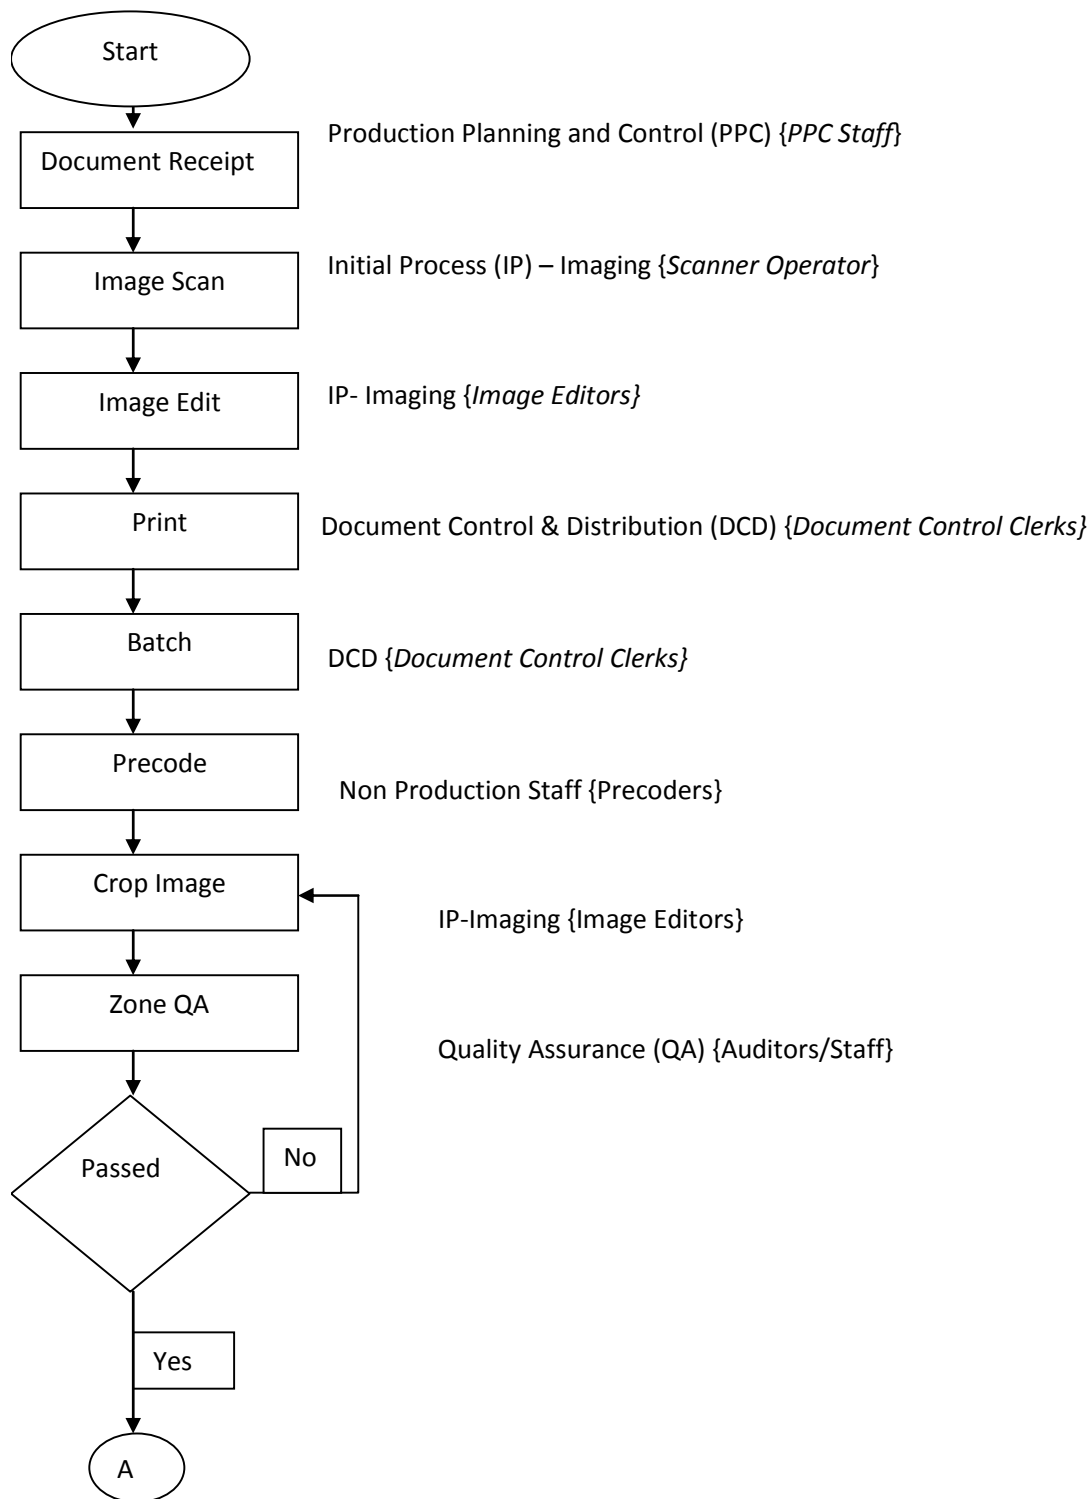 Start
Production Planning and Control (PPC) {PPC Staff}
Document Receipt
Initial Process (IP) – Imaging {Scanner Operator}
Image Scan
IP- Imaging {Image Editors}
Image Edit
Print
Document Control & Distribution (DCD) {Document Control Clerks}
Batch
DCD {Document Control Clerks}
Precode
Non Production Staff {Precoders}
Crop Image
IP-Imaging {Image Editors}
Zone QA
Quality Assurance (QA) {Auditors/Staff}
Passed
No
Yes
A